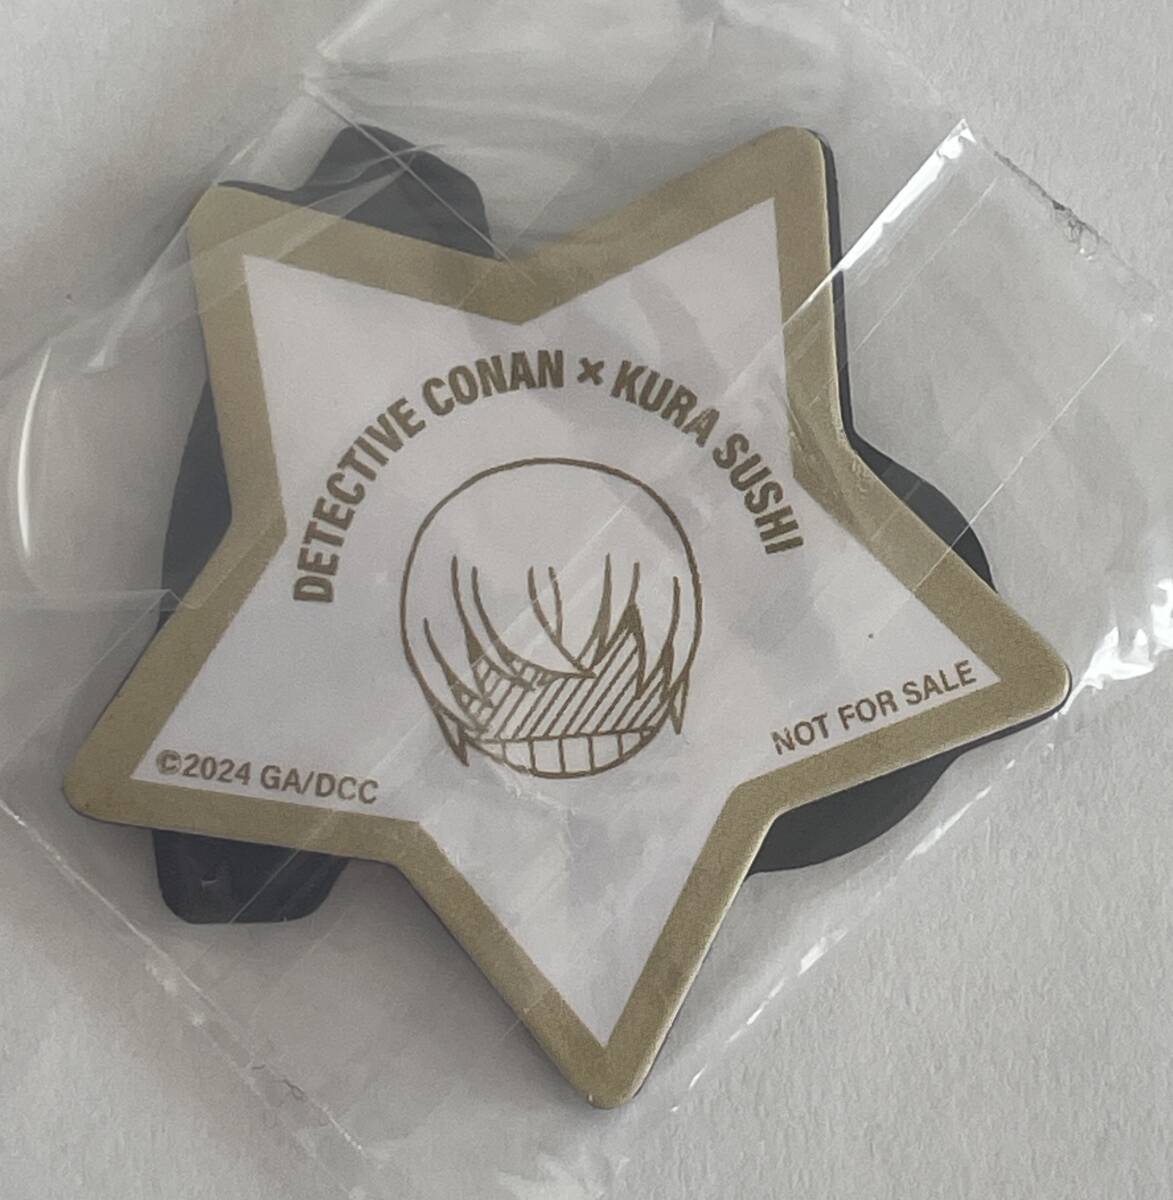 DETECTIVE CONAN × KURA SUSHI
©2024 GA/DCC
NOT FOR SALE